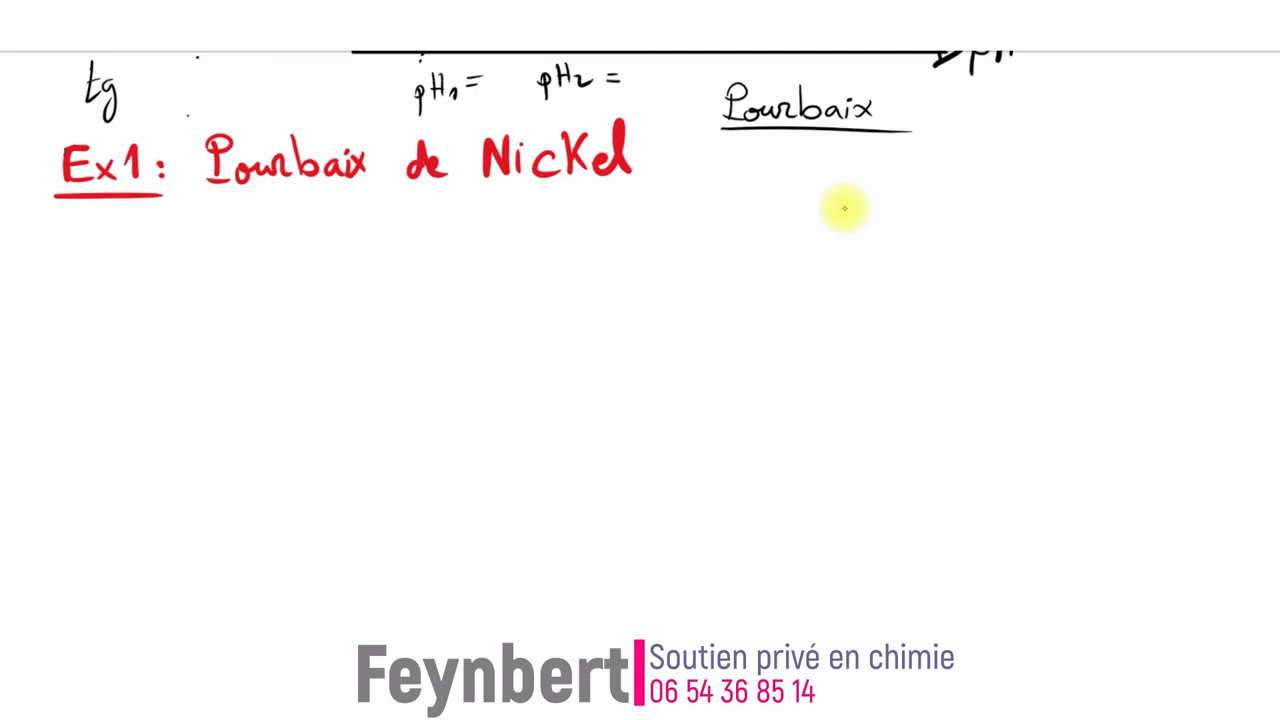 tg
pH₁ = pH₂ =
Pourbaix
Ex1: Pourbaix de Nickel
Feynbert
Soutien privé en chimie
06 54 36 85 14